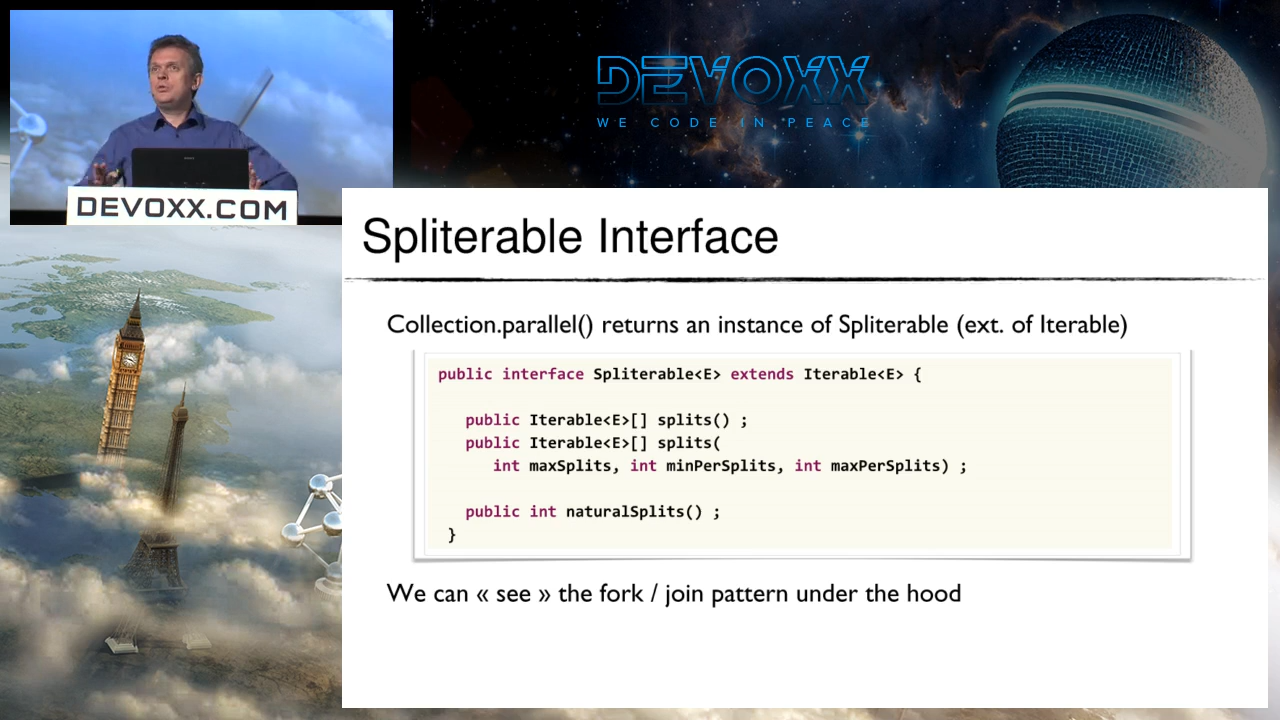 DEVOXX
WE CODE IN PEACE
DEVOXX.COM
Spliterable Interface
Collection.parallel() returns an instance of Spliterable (ext. of Iterable)
public interface Spliterable<E> extends Iterable<E> {
public Iterable<E>[] splits() ;
public Iterable<E>[] splits(
int maxSplits, int minPerSplits, int maxPerSplits) ;
public int naturalSplits() ;
}
We can « see » the fork / join pattern under the hood